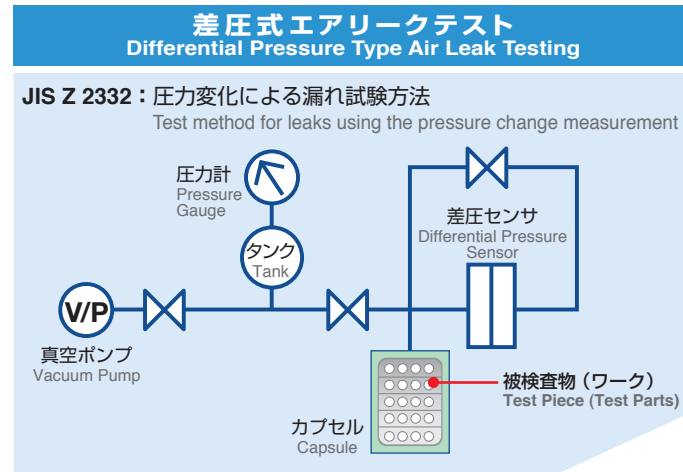 差圧式エアリークテスト
Differential Pressure Type Air Leak Testing
JIS Z 2332：圧力変化による漏れ試験方法
Test method for leaks using the pressure change measurement
圧力計
Pressure
Gauge
タンク
Tank
差圧センサ
Differential Pressure
Sensor
V/P
真空ポンプ
Vacuum Pump
カプセル
Capsule
被検査物（ワーク）
Test Piece (Test Parts)